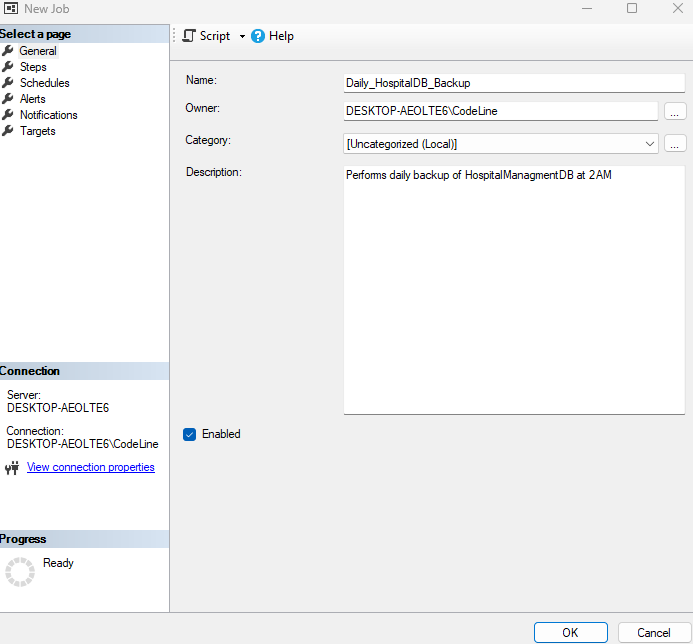 New Job
Select a page
General
Steps
Schedules
Alerts
Notifications
Targets
Connection
Server:
DESKTOP-AEOLTE6
Connection:
DESKTOP-AEOLTE6\CodeLine
View connection properties
Progress
Ready
Script
Help
Name:
Daily_HospitalDB_Backup
Owner:
DESKTOP-AEOLTE6\CodeLine
...
Category:
[Uncategorized (Local)]
...
Description:
Performs daily backup of HospitalManagmentDB at 2AM
Enabled
OK
Cancel